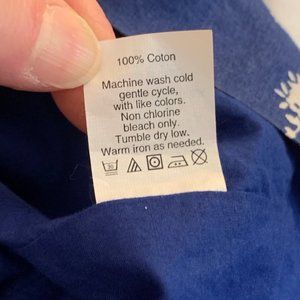 100% Coton
Machine wash cold
gentle cycle,
with like colors.
Non chlorine
bleach only.
Tumble dry low.
Warm iron as needed.